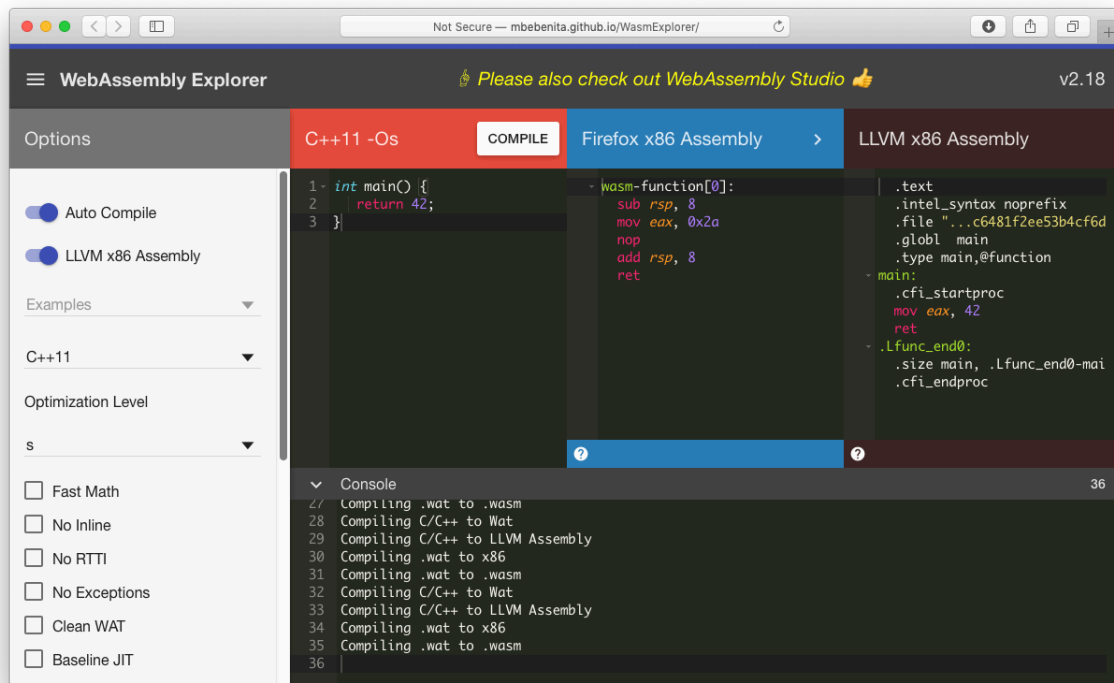 Not Secure — mbebenita.github.io/WasmExplorer/
WebAssembly Explorer
Please also check out WebAssembly Studio
v2.18
Options
Auto Compile
LLVM x86 Assembly
Examples
C++11
Optimization Level
s
Fast Math
No Inline
No RTTI
No Exceptions
Clean WAT
Baseline JIT
C++11 -Os
COMPILE
1 int main() {
2 return 42;
3 }
Firefox x86 Assembly
wasm-function[0]:
sub rsp, 8
mov eax, 0x2a
nop
add rsp, 8
ret
LLVM x86 Assembly
.text
.intel_syntax noprefix
.file "...c6481f2ee53b4cf6d
.globl main
.type main,@function
main:
.cfi_startproc
mov eax, 42
ret
.Lfunc_end0:
.size main, .Lfunc_end0-mai
.cfi_endproc
Console
36
27 Compiling .wat to .wasm
28 Compiling C/C++ to Wat
29 Compiling C/C++ to LLVM Assembly
30 Compiling .wat to x86
31 Compiling .wat to .wasm
32 Compiling C/C++ to Wat
33 Compiling C/C++ to LLVM Assembly
34 Compiling .wat to x86
35 Compiling .wat to .wasm
36